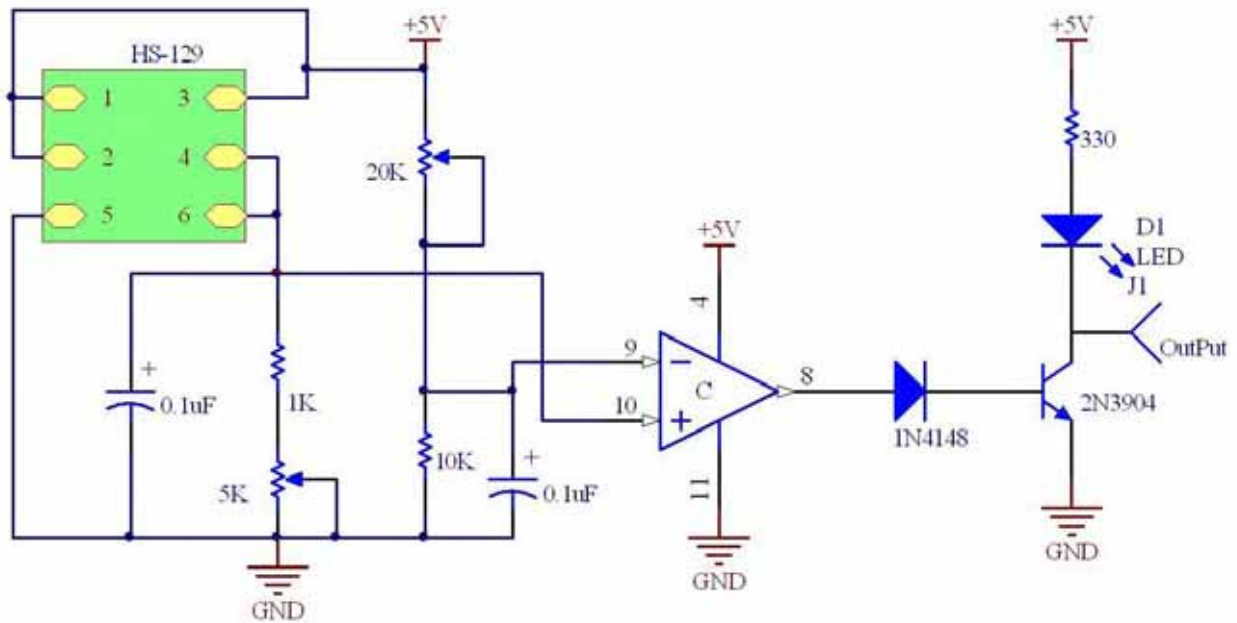 +5V
+5V
HS-129
1
3
2
4
5
6
20K
330
D1
LED
J1
+5V
4
OutPut
9
C
8
10
1K
0.1uF
10K
2N3904
1N4148
5K
0.1uF
11
GND
GND
GND